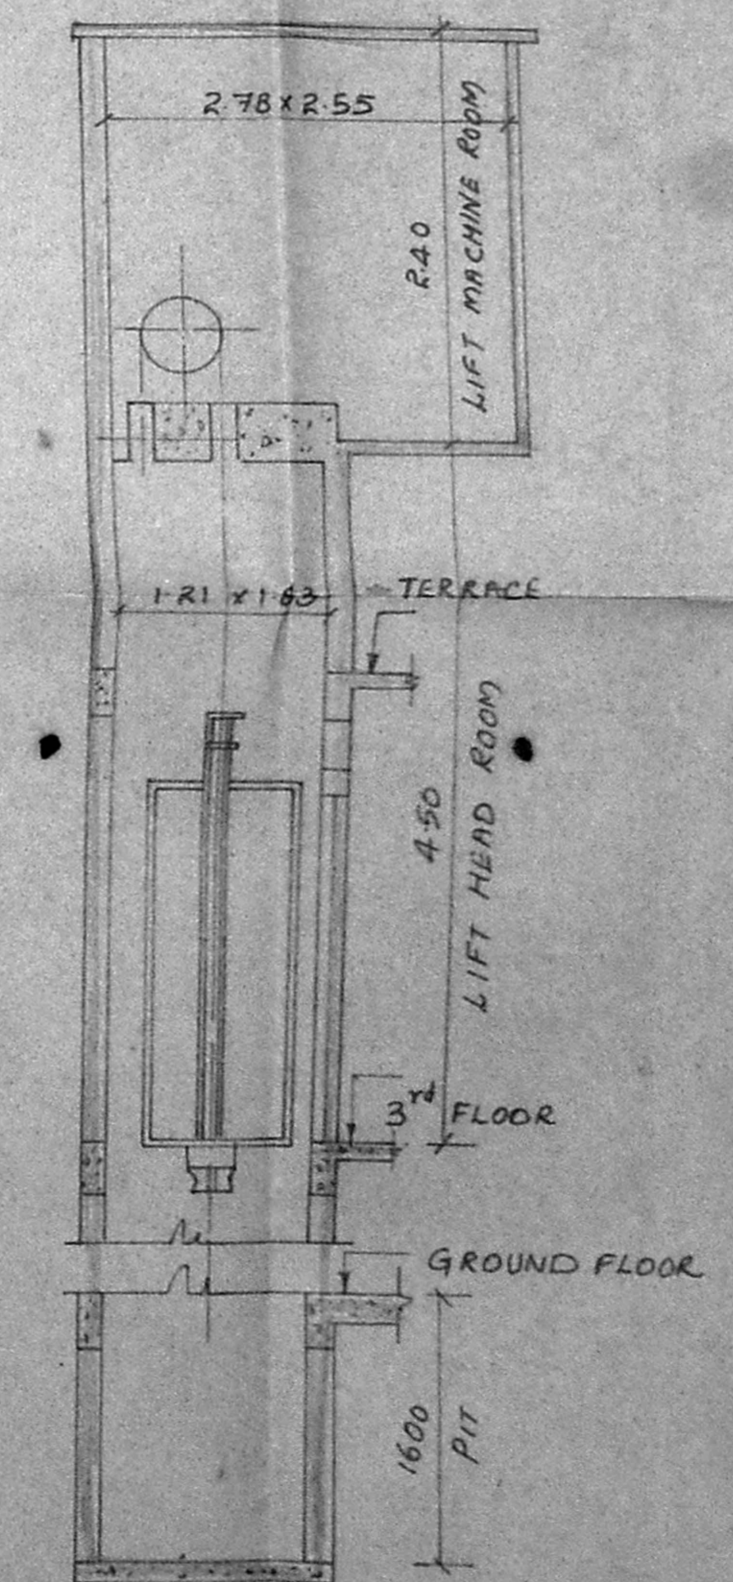 2.78 x 2.55
2.40
LIFT MACHINE ROOM
1.21 x 1.63
TERRACE
4.50
LIFT HEAD ROOM
3rd FLOOR
GROUND FLOOR
1600
PIT